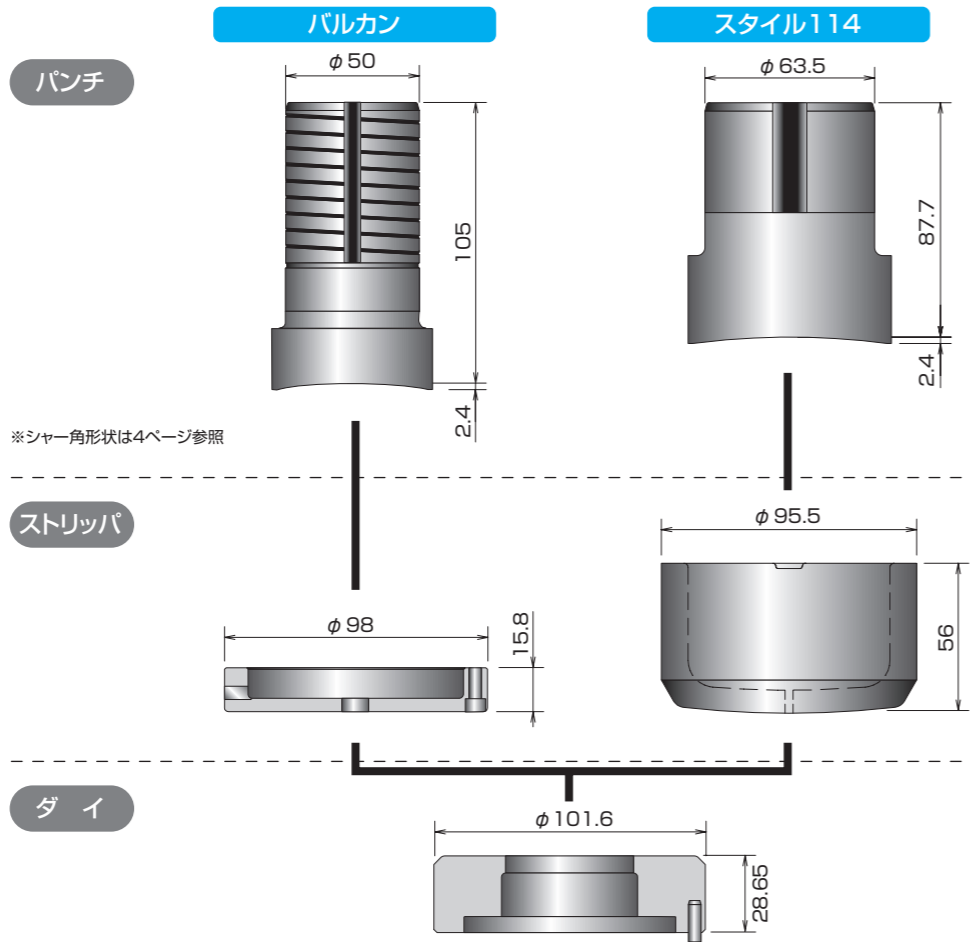 バルカン
スタイル114
パンチ
φ50
φ63.5
105
87.7
2.4
2.4
※シャー角形状は4ページ参照
ストリッパ
φ95.5
φ98
15.8
56
ダイ
φ101.6
28.65